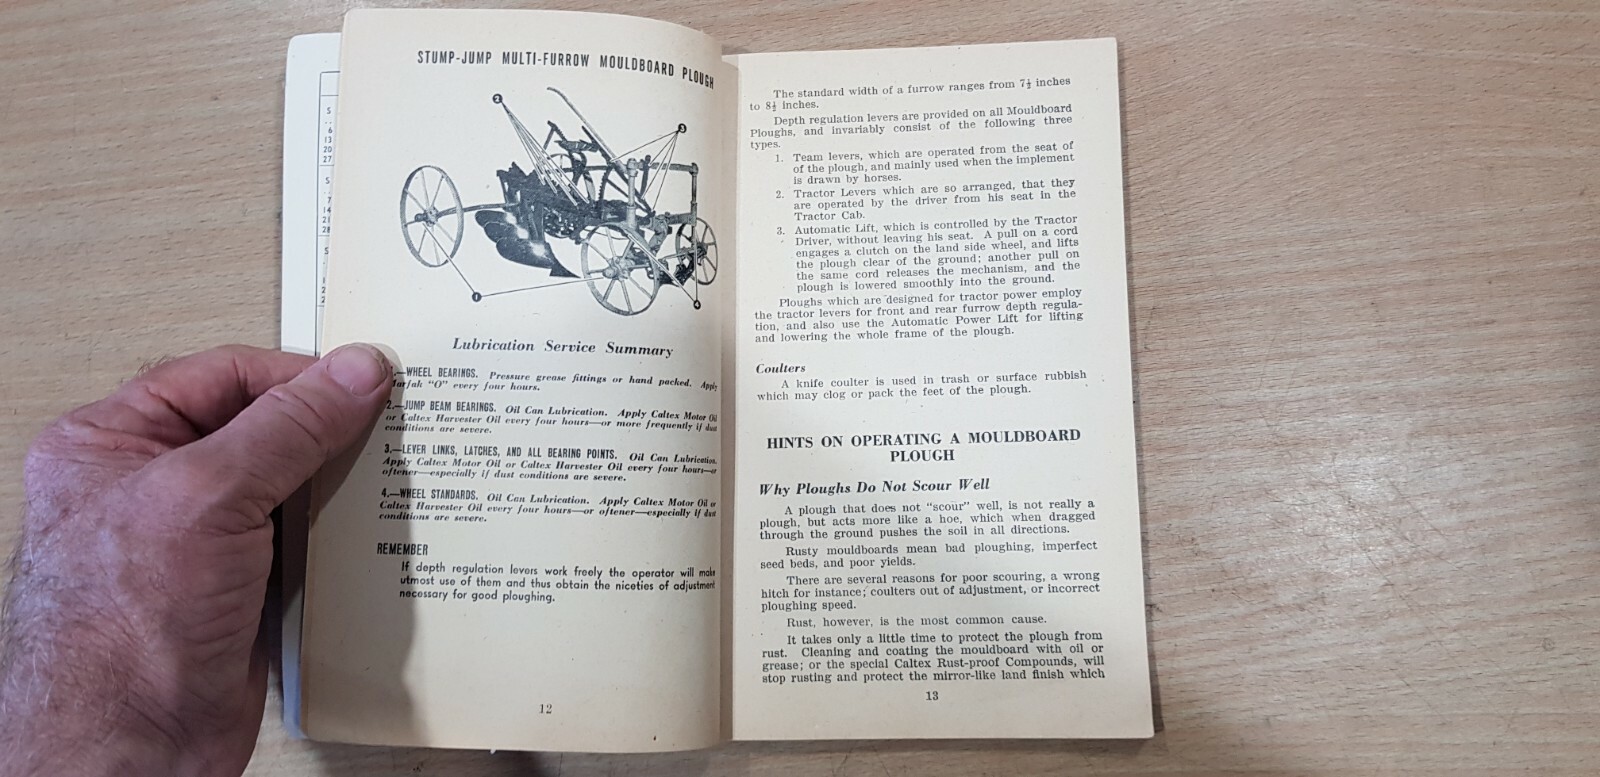 S
6
13
20
27
S
7
14
21
28
S
STUMP-JUMP MULTI-FURROW MOULDBOARD PLOUGH
2
3
1
4
Lubrication Service Summary
.—WHEEL BEARINGS. Pressure grease fittings or hand packed. Apply
Marfak "O" every four hours.
2.—JUMP BEAM BEARINGS. Oil Can Lubrication. Apply Caltex Motor Oil
or Caltex Harvester Oil every four hours—or more frequently if dust
conditions are severe.
3.—LEVER LINKS, LATCHES, AND ALL BEARING POINTS. Oil Can Lubrication.
Apply Caltex Motor Oil or Caltex Harvester Oil every four hours—or
oftener—especially if dust conditions are severe.
4.—WHEEL STANDARDS. Oil Can Lubrication. Apply Caltex Motor Oil or
Caltex Harvester Oil every four hours—or oftener—especially if dust
conditions are severe.
REMEMBER
If depth regulation levers work freely the operator will make
utmost use of them and thus obtain the niceties of adjustment
necessary for good ploughing.
12
The standard width of a furrow ranges from 7½ inches
to 8½ inches.
Depth regulation levers are provided on all Mouldboard
Ploughs, and invariably consist of the following three
types.
1. Team levers, which are operated from the seat of
of the plough, and mainly used when the implement
is drawn by horses.
2. Tractor Levers which are so arranged, that they
are operated by the driver from his seat in the
Tractor Cab.
3. Automatic Lift, which is controlled by the Tractor
Driver, without leaving his seat. A pull on a cord
engages a clutch on the land side wheel, and lifts
the plough clear of the ground; another pull on
the same cord releases the mechanism, and the
plough is lowered smoothly into the ground.
Ploughs which are designed for tractor power employ
the tractor levers for front and rear furrow depth regula-
tion, and also use the Automatic Power Lift for lifting
and lowering the whole frame of the plough.
Coulters
A knife coulter is used in trash or surface rubbish
which may clog or pack the feet of the plough.
HINTS ON OPERATING A MOULDBOARD
PLOUGH
Why Ploughs Do Not Scour Well
A plough that does not "scour" well, is not really a
plough, but acts more like a hoe, which when dragged
through the ground pushes the soil in all directions.
Rusty mouldboards mean bad ploughing, imperfect
seed beds, and poor yields.
There are several reasons for poor scouring, a wrong
hitch for instance; coulters out of adjustment, or incorrect
ploughing speed.
Rust, however, is the most common cause.
It takes only a little time to protect the plough from
rust. Cleaning and coating the mouldboard with oil or
grease; or the special Caltex Rust-proof Compounds, will
stop rusting and protect the mirror-like land finish which
13